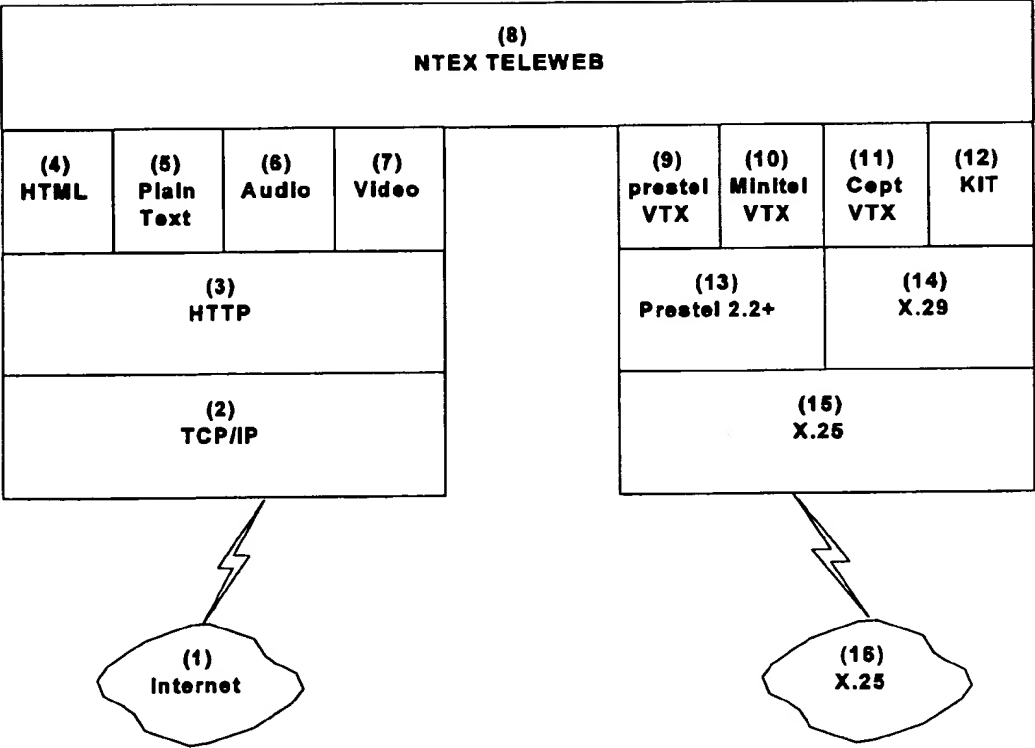 (8)
NTEX TELEWEB
(4)
HTML
(5)
Plain
Text
(6)
Audio
(7)
Video
(9)
prestel
VTX
(10)
Minitel
VTX
(11)
Cept
VTX
(12)
KIT
(3)
HTTP
(13)
Prestel 2.2+
(14)
X.29
(2)
TCP/IP
(15)
X.25
(1)
Internet
(16)
X.25